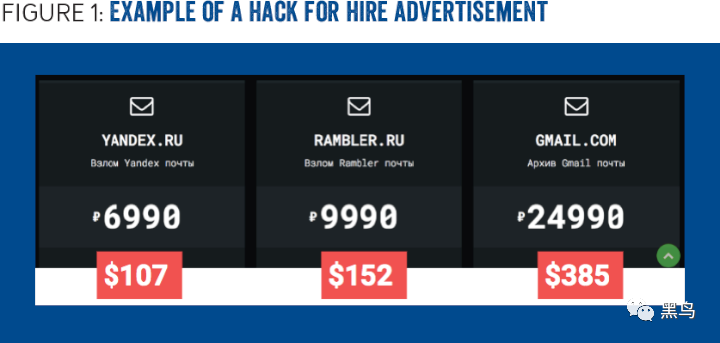 FIGURE 1: EXAMPLE OF A HACK FOR HIRE ADVERTISEMENT
YANDEX.RU
Взлом Yandex почты
₽6990
$107
RAMBLER.RU
Взлом Rambler почты
₽9990
$152
GMAIL.COM
Архив Gmail почты
₽24990
$385
黑鸟